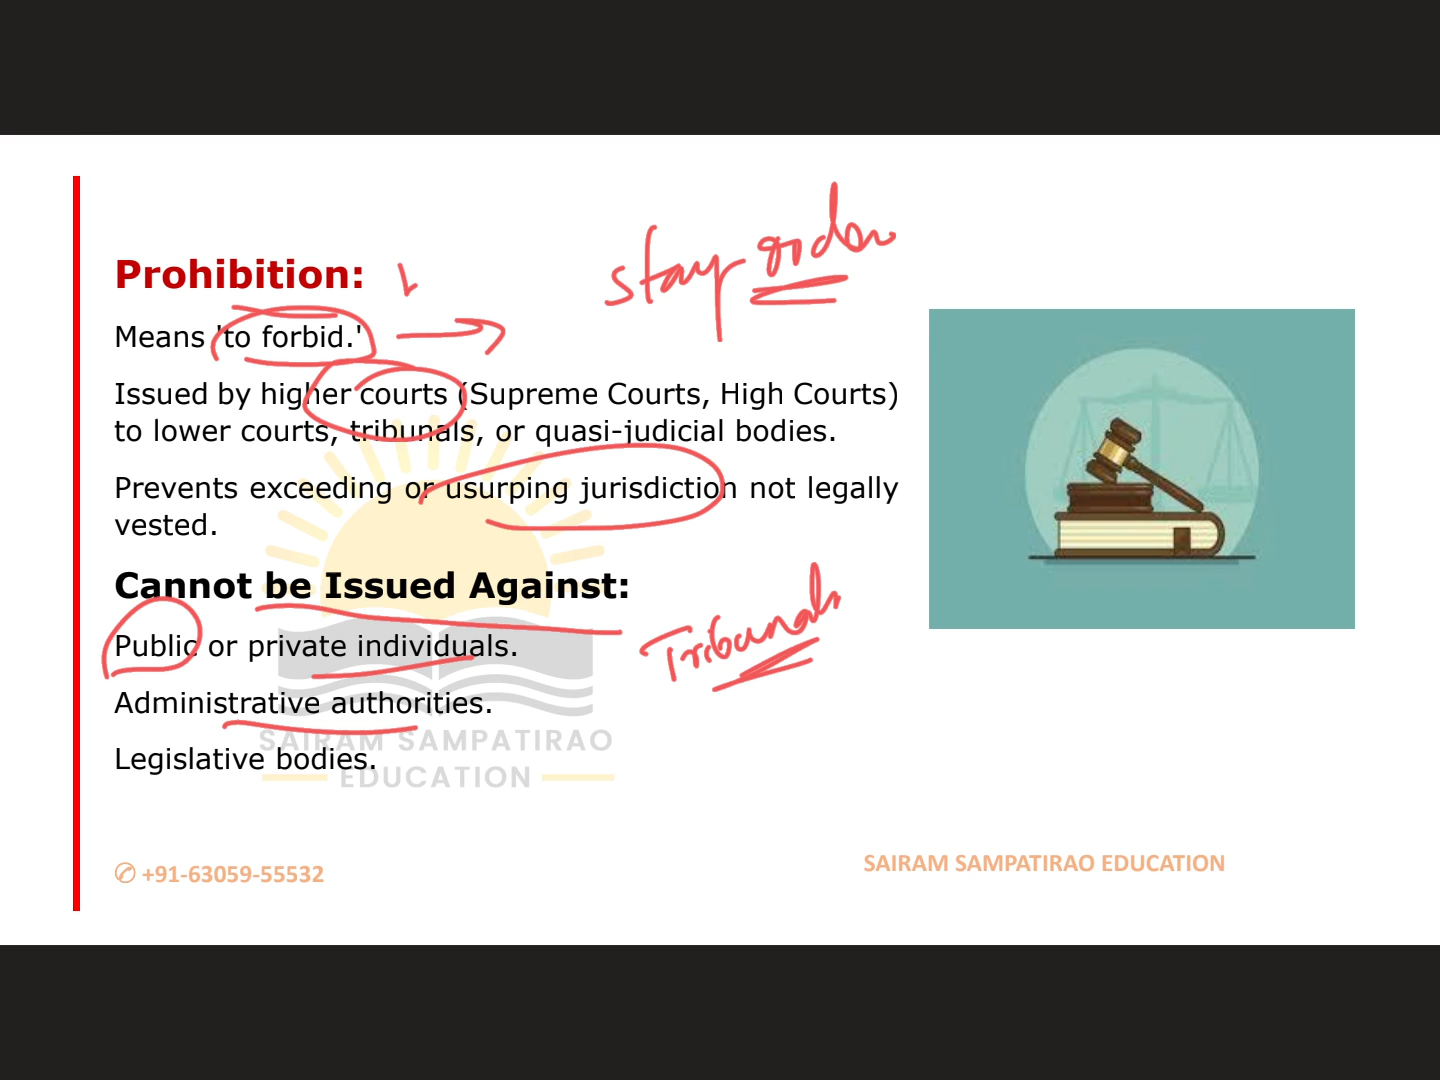 stay order
Prohibition:
Means 'to forbid.'
Issued by higher courts (Supreme Courts, High Courts)
to lower courts, tribunals, or quasi-judicial bodies.
Prevents exceeding or usurping jurisdiction not legally
vested.
Cannot be Issued Against:
Public or private individuals.
Tribunals
Administrative authorities.
Legislative bodies.
SAIRAM SAMPATIRAO
EDUCATION
✆ +91-63059-55532
SAIRAM SAMPATIRAO EDUCATION